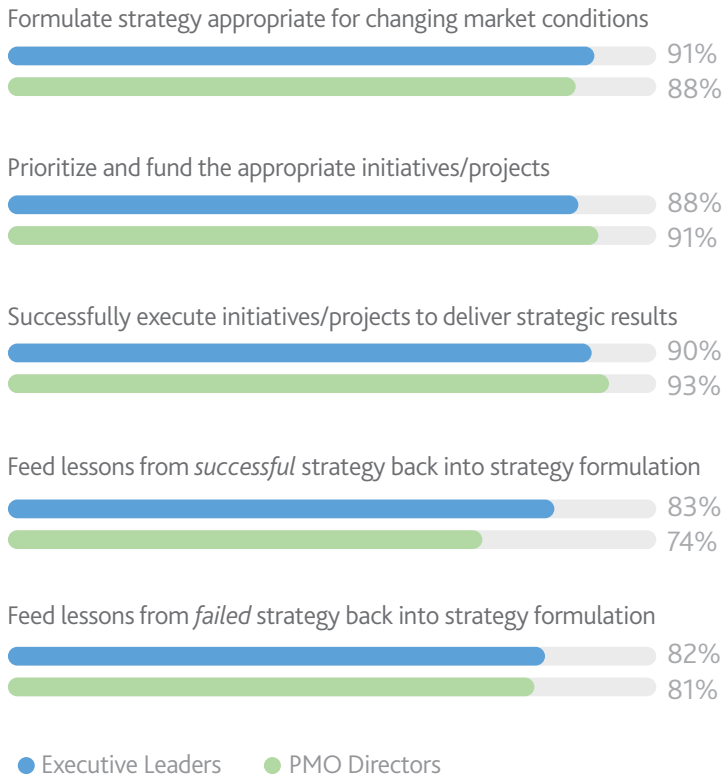 Formulate strategy appropriate for changing market conditions
91%
88%
Prioritize and fund the appropriate initiatives/projects
88%
91%
Successfully execute initiatives/projects to deliver strategic results
90%
93%
Feed lessons from successful strategy back into strategy formulation
83%
74%
Feed lessons from failed strategy back into strategy formulation
82%
81%
Executive Leaders PMO Directors